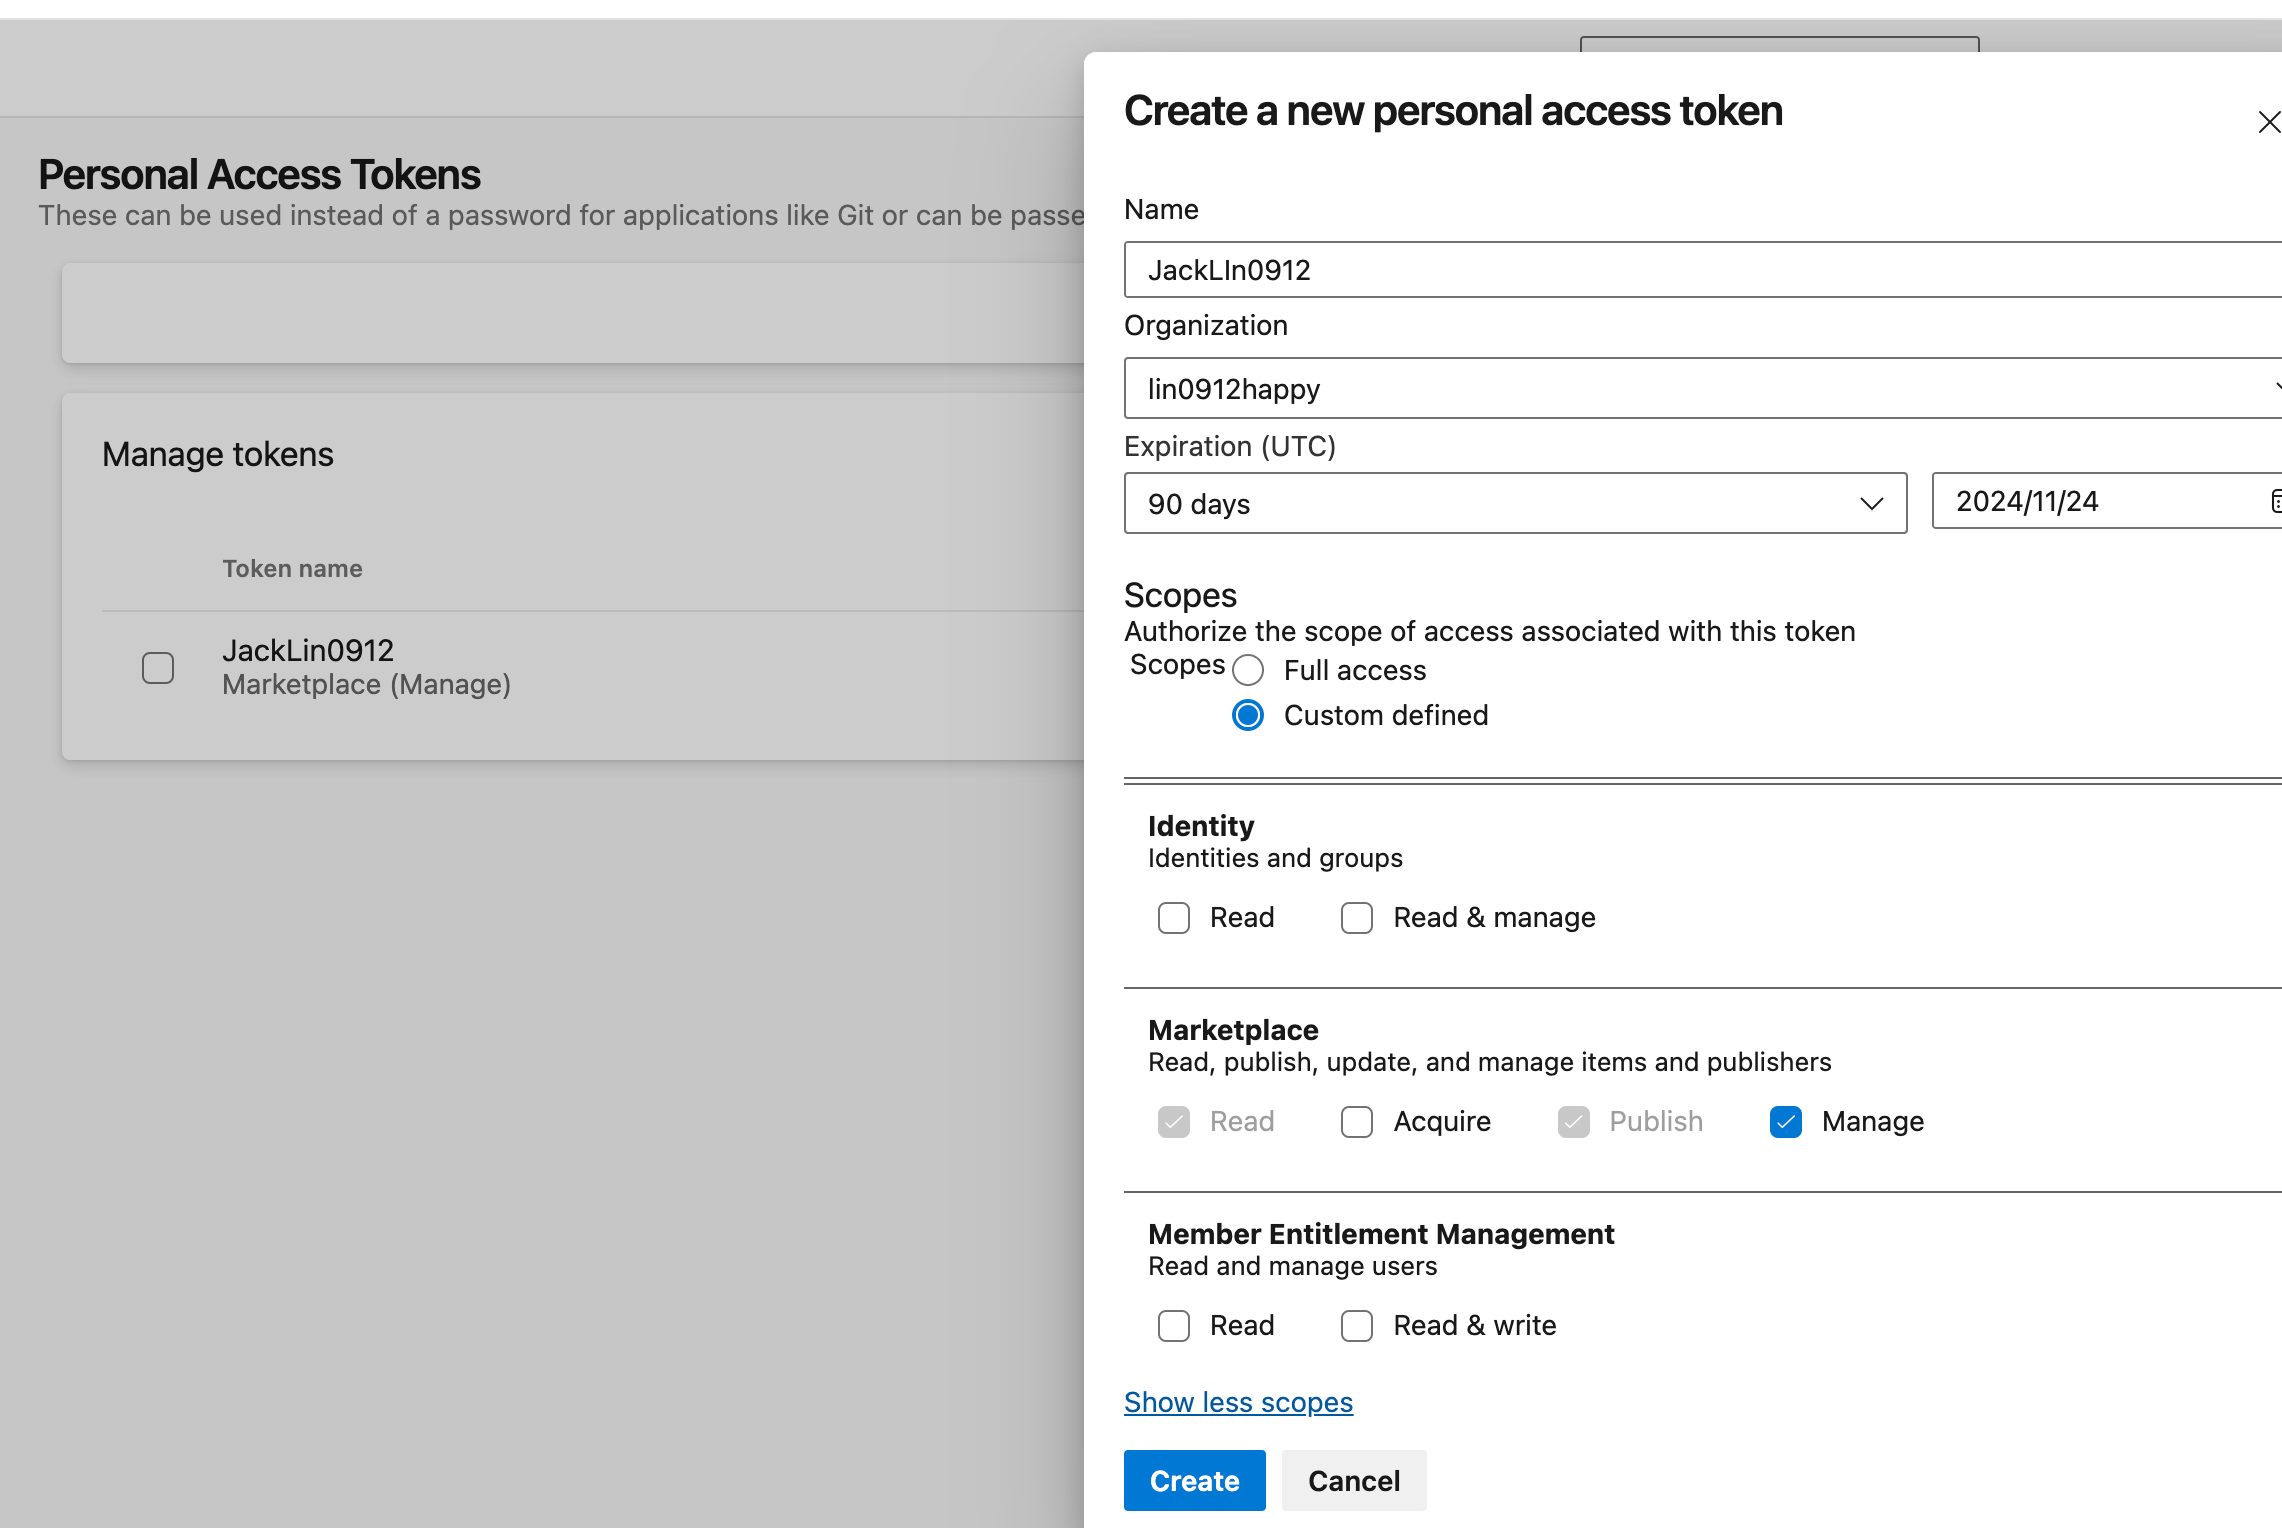 Personal Access Tokens
These can be used instead of a password for applications like Git or can be passe
Manage tokens
Token name
JackLin0912
Marketplace (Manage)
Create a new personal access token
Name
JackLIn0912
Organization
lin0912happy
Expiration (UTC)
90 days
2024/11/24
Scopes
Authorize the scope of access associated with this token
Scopes Full access
Custom defined
Identity
Identities and groups
Read Read & manage
Marketplace
Read, publish, update, and manage items and publishers
Read Acquire Publish Manage
Member Entitlement Management
Read and manage users
Read Read & write
Show less scopes
Create Cancel